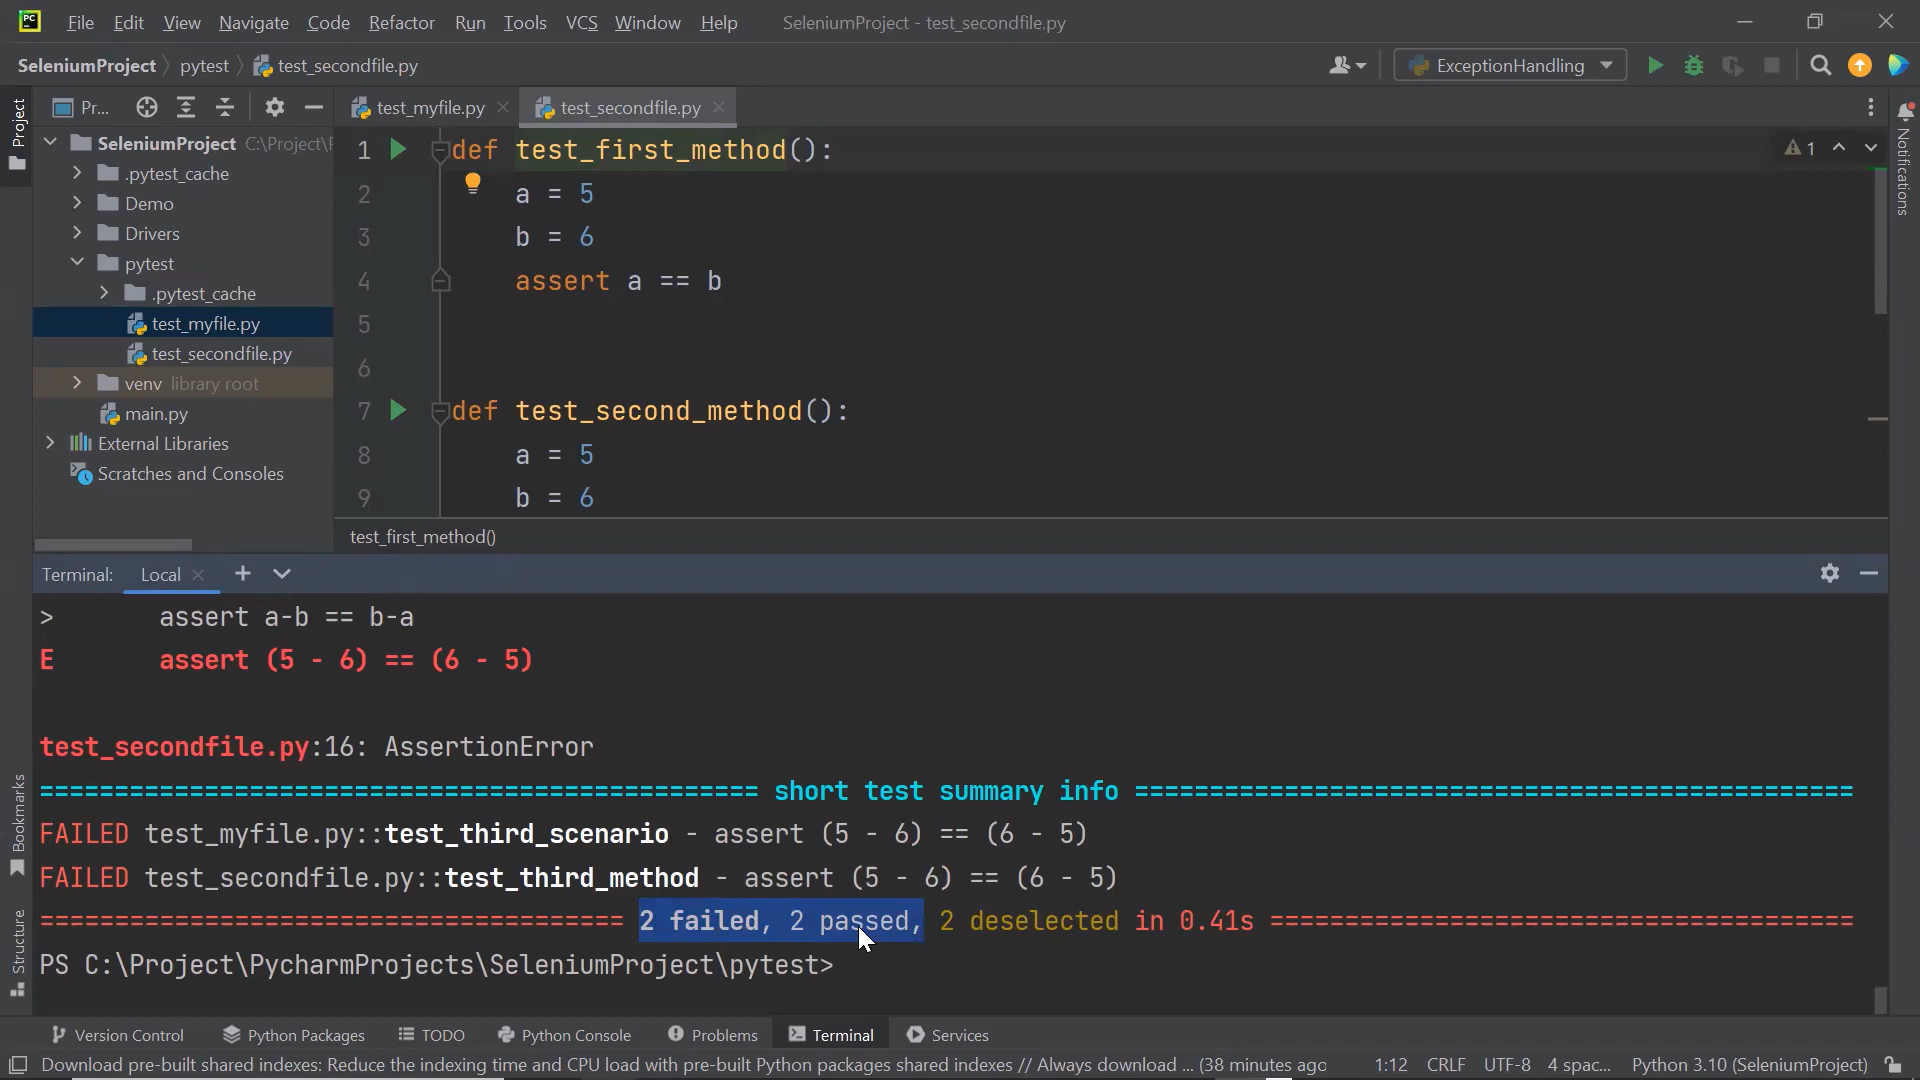 PC File Edit View Navigate Code Refactor Run Tools VCS Window Help SeleniumProject - test_secondfile.py
SeleniumProject pytest test_secondfile.py ExceptionHandling
Project
Pr... test_myfile.py test_secondfile.py
SeleniumProject C:\Project\
.pytest_cache
Demo
Drivers
pytest
.pytest_cache
test_myfile.py
test_secondfile.py
venv library root
main.py
External Libraries
Scratches and Consoles
1 def test_first_method():
2 a = 5
3 b = 6
4 assert a == b
5
6
7 def test_second_method():
8 a = 5
9 b = 6
1
Notifications
test_first_method()
Terminal: Local
> assert a-b == b-a
E assert (5 - 6) == (6 - 5)
test_secondfile.py:16: AssertionError
================================================ short test summary info ================================================
FAILED test_myfile.py::test_third_scenario - assert (5 - 6) == (6 - 5)
FAILED test_secondfile.py::test_third_method - assert (5 - 6) == (6 - 5)
======================================= 2 failed, 2 passed, 2 deselected in 0.41s =======================================
PS C:\Project\PycharmProjects\SeleniumProject\pytest>
Bookmarks
Structure
Version Control Python Packages TODO Python Console Problems Terminal Services
Download pre-built shared indexes: Reduce the indexing time and CPU load with pre-built Python packages shared indexes // Always download ... (38 minutes ago 1:12 CRLF UTF-8 4 spac... Python 3.10 (SeleniumProject)